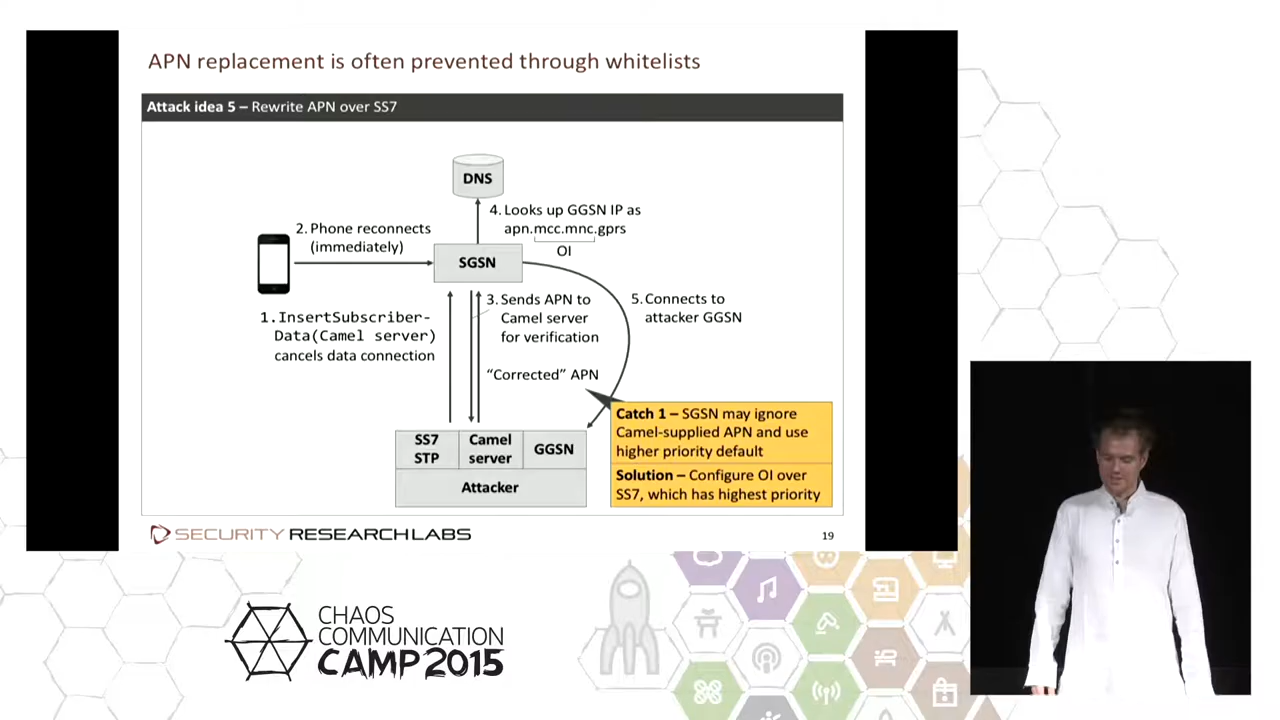 APN replacement is often prevented through whitelists
Attack idea 5 – Rewrite APN over SS7
DNS
4. Looks up GGSN IP as
apn.mcc.mnc.gprs
OI
2. Phone reconnects
(immediately)
SGSN
1. InsertSubscriber-
Data(Camel server)
cancels data connection
3. Sends APN to
Camel server
for verification
5. Connects to
attacker GGSN
“Corrected” APN
Catch 1 – SGSN may ignore
Camel-supplied APN and use
higher priority default
Solution – Configure OI over
SS7, which has highest priority
SS7
STP
Camel
server
GGSN
Attacker
SECURITY RESEARCH LABS
19
CHAOS
COMMUNICATION
CAMP 2015